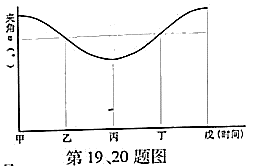 夹角α(°)
甲 乙 丙 丁 戊(时间)
第19、20题图